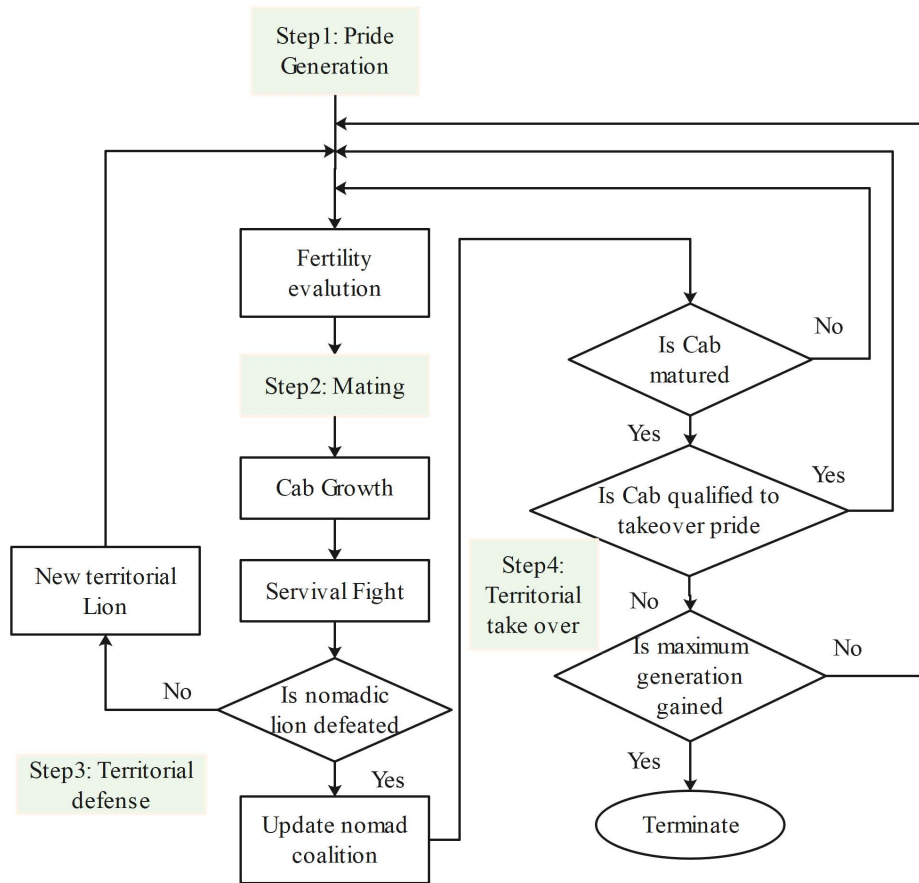 Step1: Pride
Generation
Fertility
evalution
Step2: Mating
Cab Growth
Servival Fight
New territorial
Lion
Is nomadic
lion defeated
No
Yes
Step3: Territorial
defense
Update nomad
coalition
Is Cab
matured
No
Yes
Is Cab qualified to
takeover pride
Yes
Step4:
Territorial
take over
No
Is maximum
generation
gained
No
Yes
Terminate